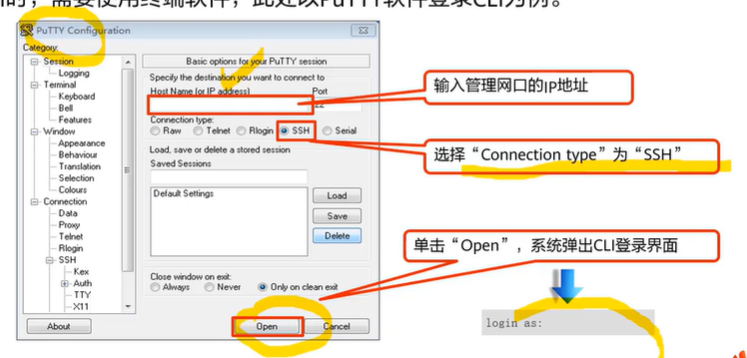 时，需要使用终端软件，此处以PuTTY软件登录CLI为例。
PuTTY Configuration
Category:
Session
Logging
Terminal
Keyboard
Bell
Features
Window
Appearance
Behaviour
Translation
Selection
Colours
Connection
Data
Proxy
Telnet
Rlogin
SSH
Kex
Auth
TTY
X11
Basic options for your PuTTY session
Specify the destination you want to connect to
Host Name (or IP address) Port
22
Connection type:
Raw Telnet Rlogin SSH Serial
Load, save or delete a stored session
Saved Sessions
Default Settings
Load
Save
Delete
Close window on exit:
Always Never Only on clean exit
About Open Cancel
输入管理网口的IP地址
选择“Connection type”为“SSH”
单击“Open”，系统弹出CLI登录界面
login as: